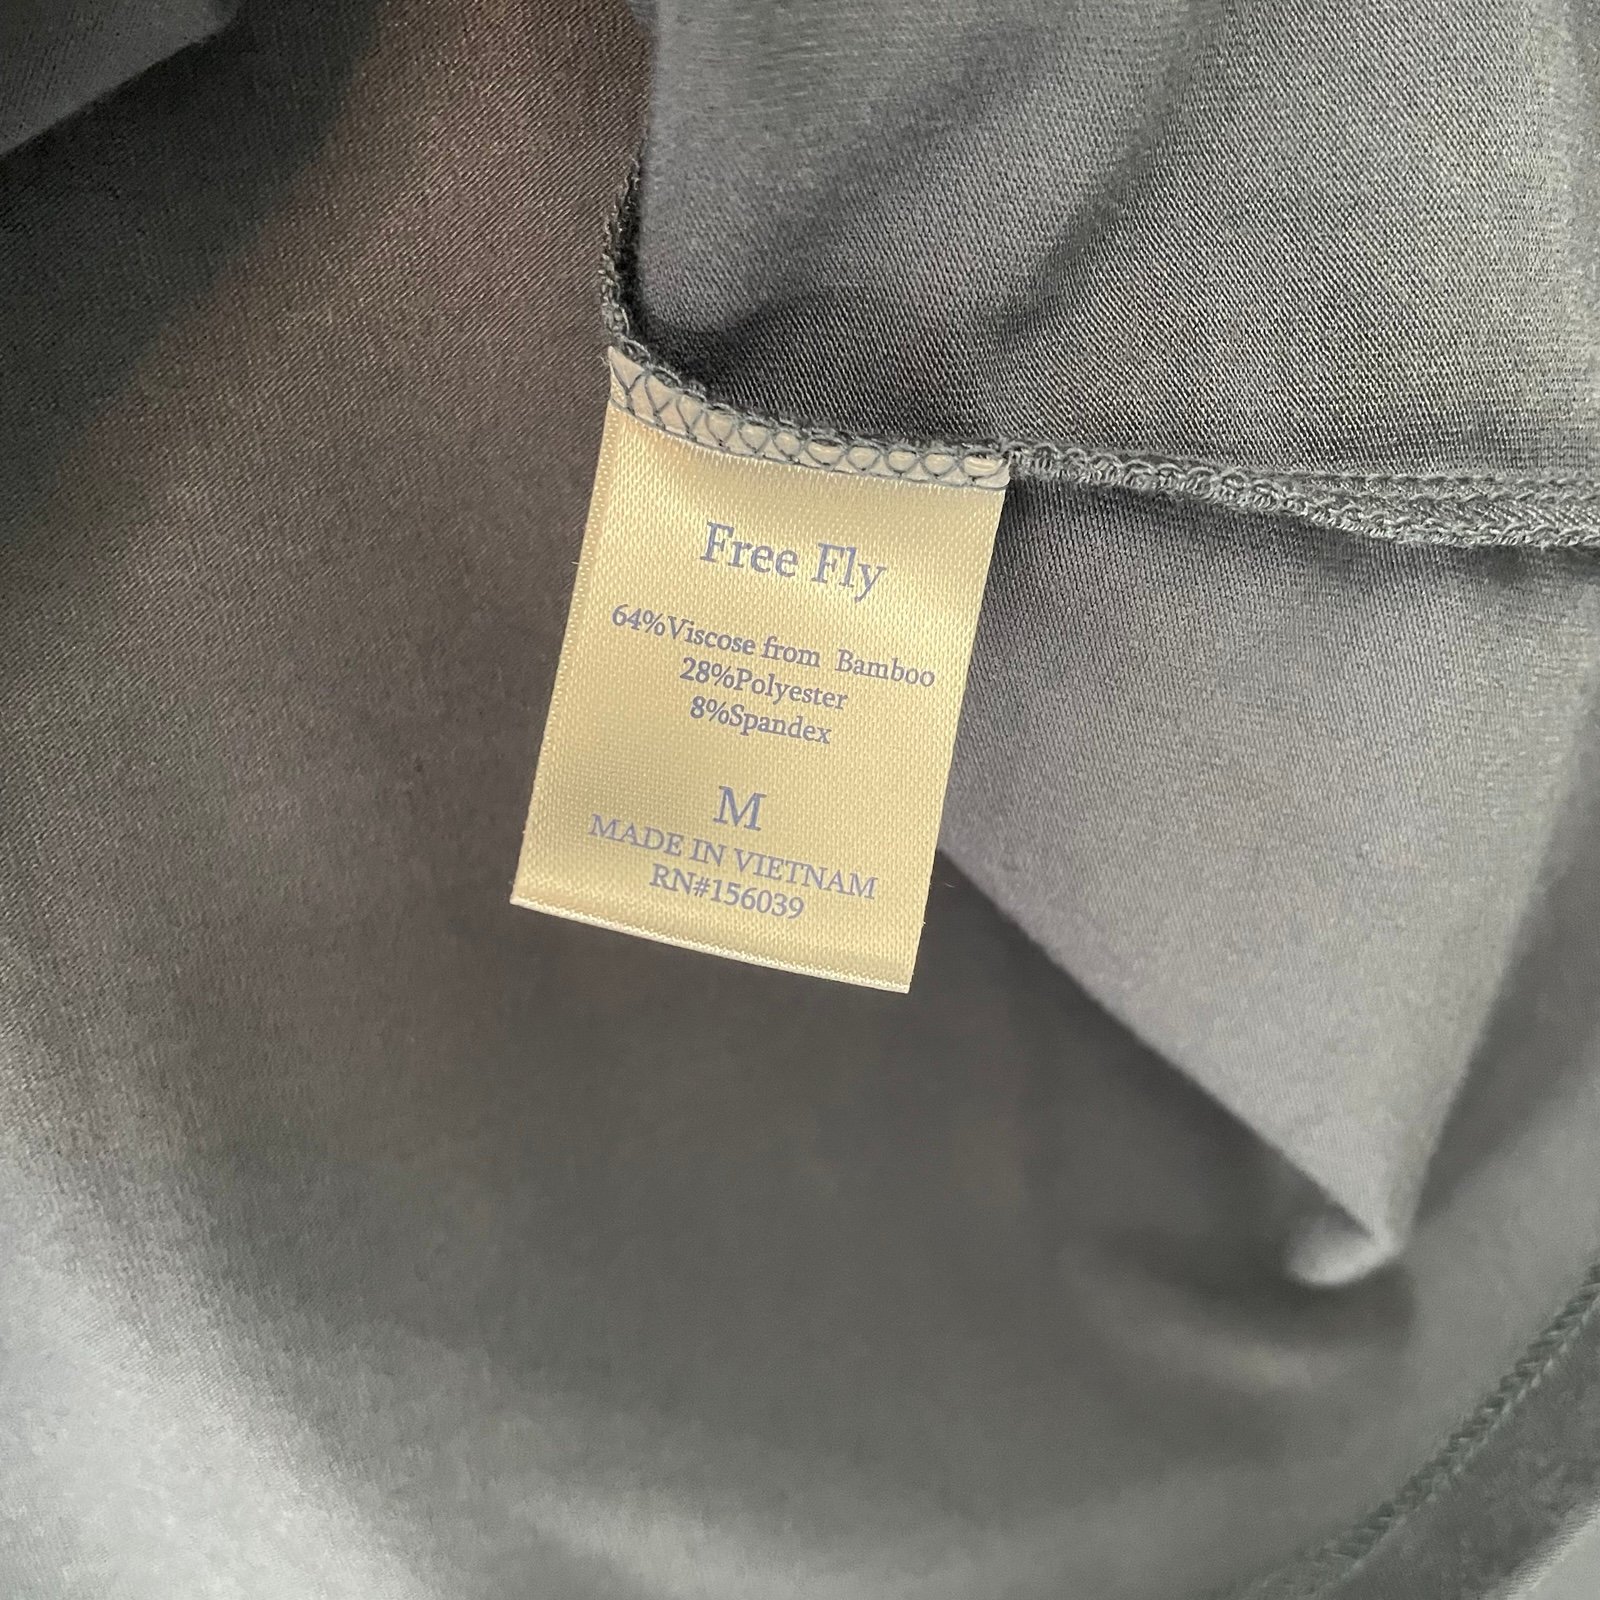 Free Fly
64%Viscose from Bamboo
28%Polyester
8%Spandex
M
MADE IN VIETNAM
RN#156039